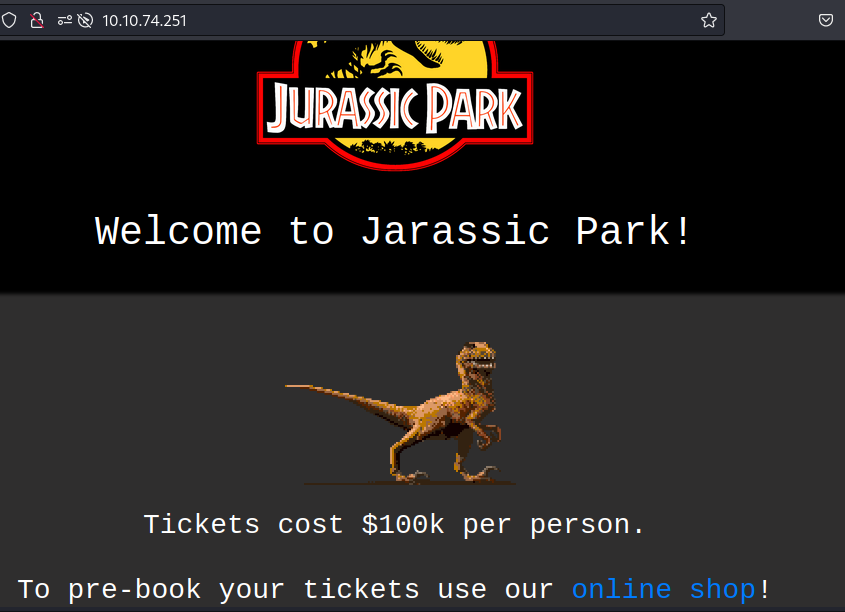 10.10.74.251
JURASSIC PARK
Welcome to Jarassic Park!
Tickets cost $100k per person.
To pre-book your tickets use our online shop!